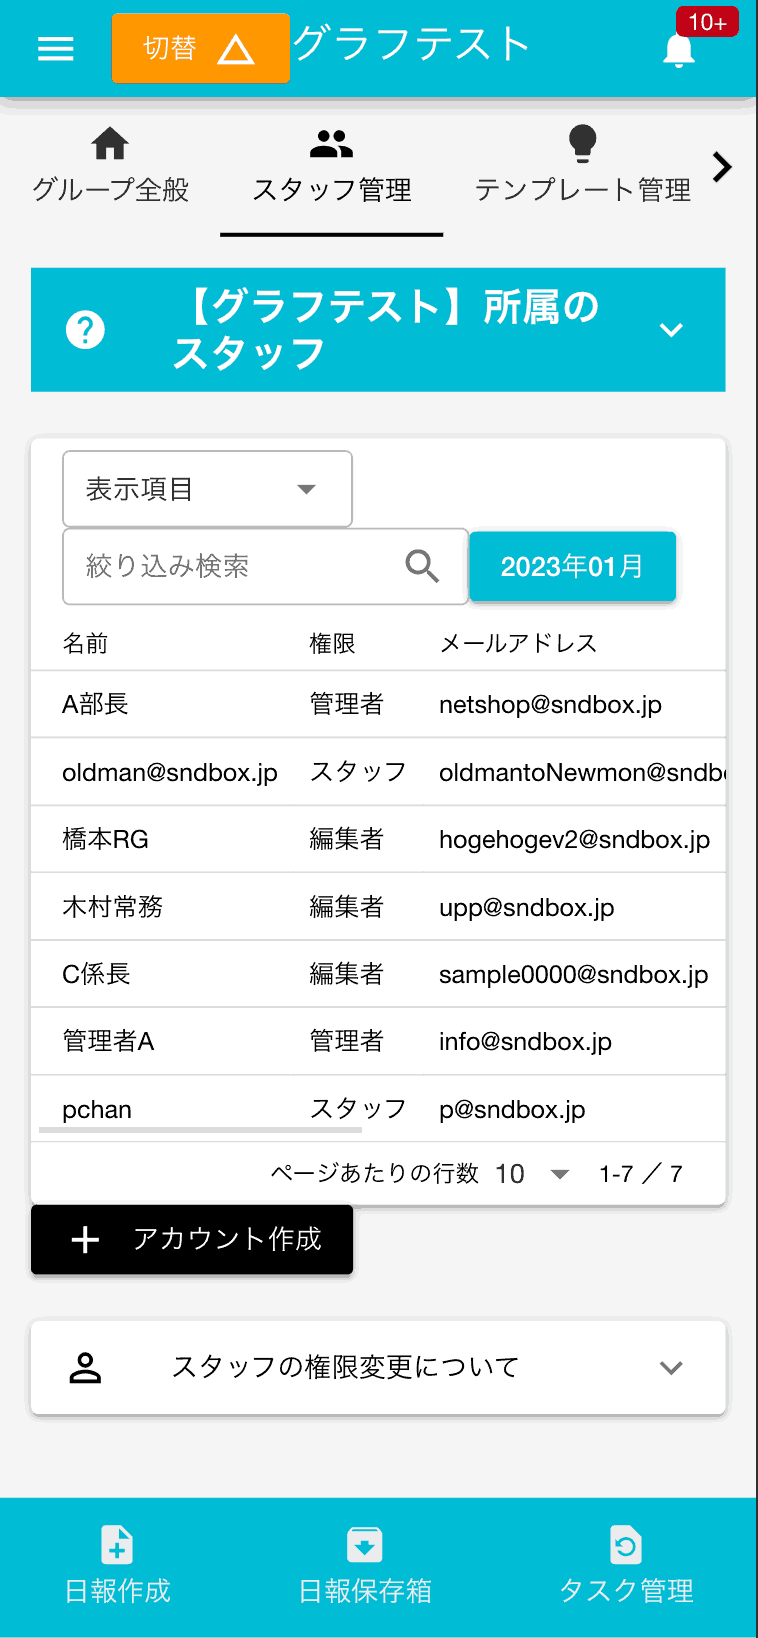 切替 グラフテスト 10+
グループ全般 スタッフ管理 テンプレート管理
【グラフテスト】所属の
スタッフ
表示項目
絞り込み検索 2023年01月
名前 権限 メールアドレス
A部長 管理者 netshop@sndbox.jp
oldman@sndbox.jp スタッフ oldmantoNewmon@sndb
橋本RG 編集者 hogehogev2@sndbox.jp
木村常務 編集者 upp@sndbox.jp
C係長 編集者 sample0000@sndbox.jp
管理者A 管理者 info@sndbox.jp
pchan スタッフ p@sndbox.jp
ページあたりの行数 10 1-7 / 7
アカウント作成
スタッフの権限変更について
日報作成 日報保存箱 タスク管理